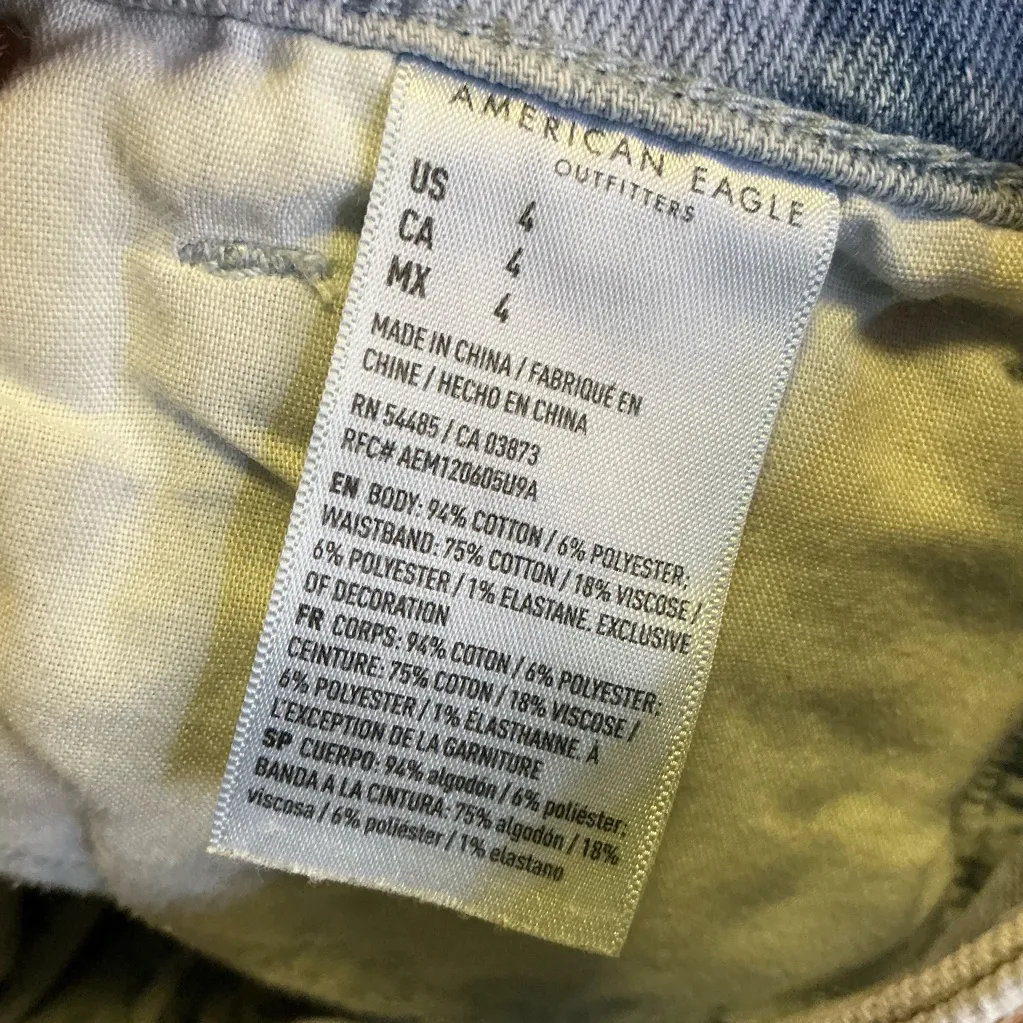 AMERICAN EAGLE
OUTFITTERS
US 4
CA 4
MX 4
MADE IN CHINA / FABRIQUÉ EN
CHINE / HECHO EN CHINA
RN 54485 / CA 03873
RFC# AEM120605U9A
EN BODY: 94% COTTON / 6% POLYESTER;
WAISTBAND: 75% COTTON / 18% VISCOSE /
6% POLYESTER / 1% ELASTANE. EXCLUSIVE
OF DECORATION
FR CORPS: 94% COTON / 6% POLYESTER;
CEINTURE: 75% COTON / 18% VISCOSE /
6% POLYESTER / 1% ÉLASTHANNE. À
L'EXCEPTION DE LA GARNITURE
SP CUERPO: 94% algodón / 6% poliéster;
BANDA A LA CINTURA: 75% algodón / 18%
viscosa / 6% poliéster / 1% elastano